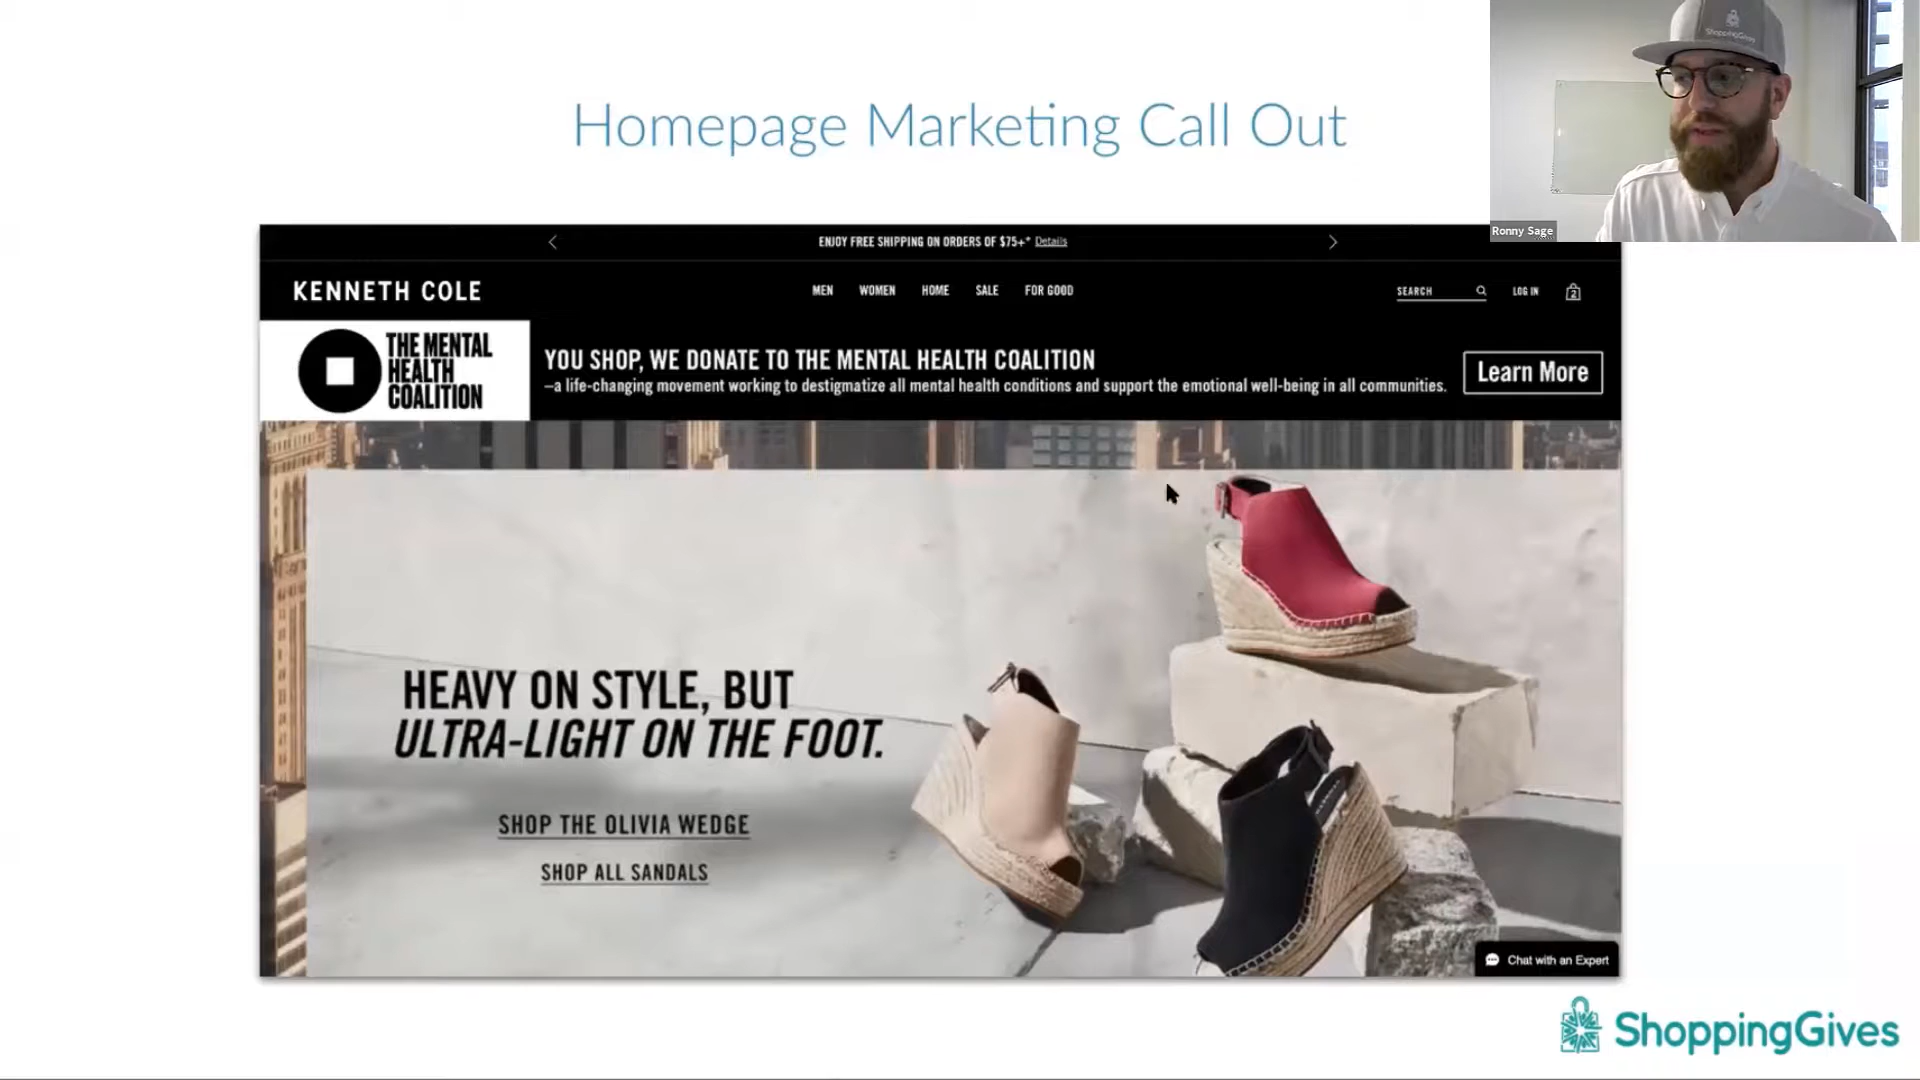 ShoppingGives
Homepage Marketing Call Out
Ronny Sage
ENJOY FREE SHIPPING ON ORDERS OF $75+* Details
KENNETH COLE
MEN WOMEN HOME SALE FOR GOOD
SEARCH LOG IN 2
THE MENTAL
HEALTH
COALITION
YOU SHOP, WE DONATE TO THE MENTAL HEALTH COALITION
—a life-changing movement working to destigmatize all mental health conditions and support the emotional well-being in all communities.
Learn More
HEAVY ON STYLE, BUT
ULTRA-LIGHT ON THE FOOT.
SHOP THE OLIVIA WEDGE
SHOP ALL SANDALS
Chat with an Expert
ShoppingGives